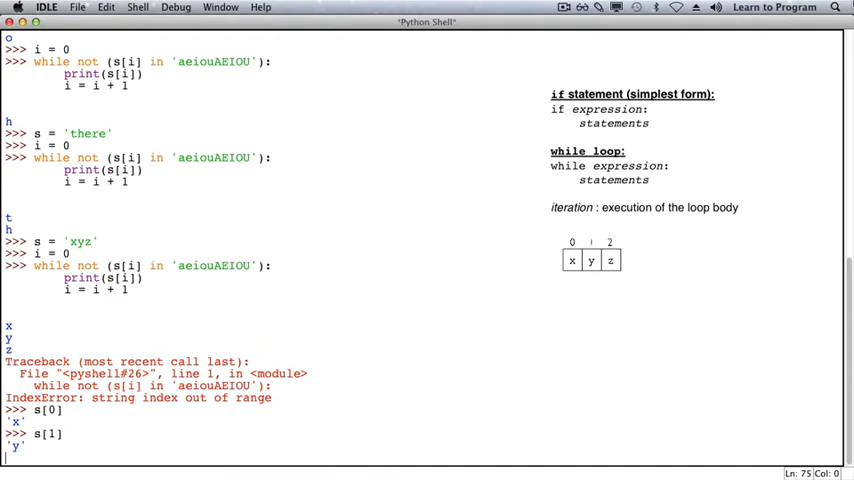 IDLE File Edit Shell Debug Window Help Learn to Program
*Python Shell*
o
>>> i = 0
>>> while not (s[i] in 'aeiouAEIOU'):
print(s[i])
i = i + 1
h
>>> s = 'there'
>>> i = 0
>>> while not (s[i] in 'aeiouAEIOU'):
print(s[i])
i = i + 1
t
h
>>> s = 'xyz'
>>> i = 0
>>> while not (s[i] in 'aeiouAEIOU'):
print(s[i])
i = i + 1
x
y
z
Traceback (most recent call last):
File "<pyshell#26>", line 1, in <module>
while not (s[i] in 'aeiouAEIOU'):
IndexError: string index out of range
>>> s[0]
'x'
>>> s[1]
'y'
if statement (simplest form):
if expression:
statements
while loop:
while expression:
statements
iteration : execution of the loop body
0 1 2
x y z
Ln: 75 Col: 0